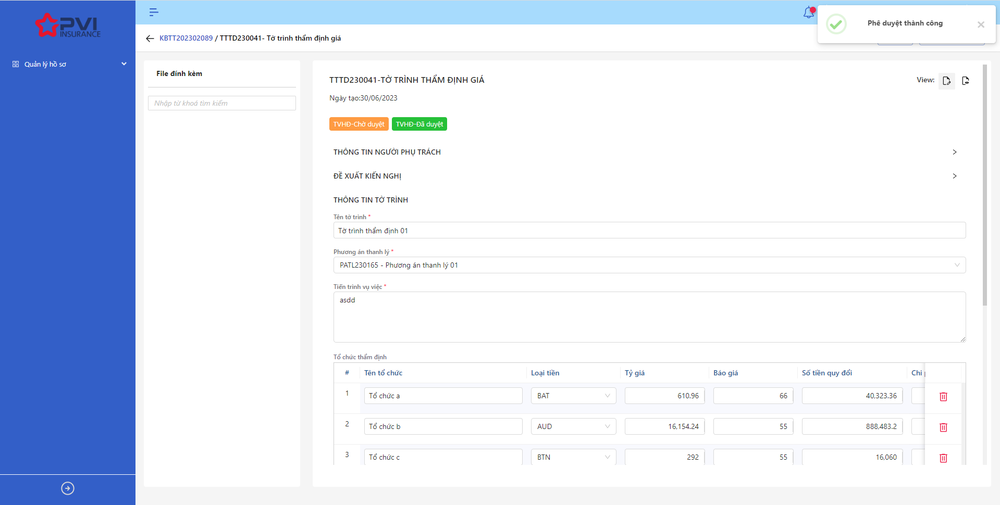 PVI
INSURANCE
Quản lý hồ sơ
KBTT202302089 / TTTD230041- Tờ trình thẩm định giá
Phê duyệt thành công
File đính kèm
Nhập từ khoá tìm kiếm
TTTD230041-TỜ TRÌNH THẨM ĐỊNH GIÁ
View:
Ngày tạo:30/06/2023
TVHĐ-Chờ duyệt TVHĐ-Đã duyệt
THÔNG TIN NGƯỜI PHỤ TRÁCH
ĐỀ XUẤT KIẾN NGHỊ
THÔNG TIN TỜ TRÌNH
Tên tờ trình *
Tờ trình thẩm định 01
Phương án thanh lý *
PATL230165 - Phương án thanh lý 01
Tiến trình vụ việc *
asdd
Tổ chức thẩm định
# Tên tổ chức Loại tiền Tỷ giá Báo giá Số tiền quy đổi Chi
1 Tổ chức a BAT 610.96 66 40,323.36
2 Tổ chức b AUD 16,154.24 55 888,483.2
3 Tổ chức c BTN 292 55 16,060